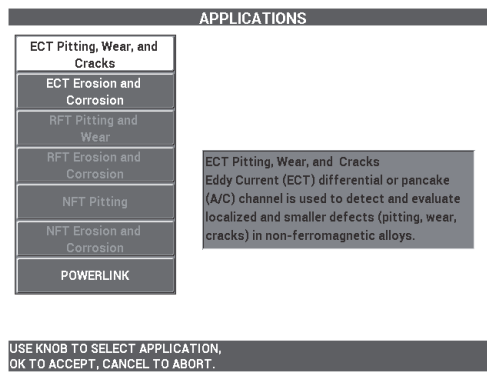 APPLICATIONS
ECT Pitting, Wear, and
Cracks
ECT Erosion and
Corrosion
RFT Pitting and
Wear
RFT Erosion and
Corrosion
NFT Pitting
NFT Erosion and
Corrosion
POWERLINK
ECT Pitting, Wear, and Cracks
Eddy Current (ECT) differential or pancake
(A/C) channel is used to detect and evaluate
localized and smaller defects (pitting, wear,
cracks) in non-ferromagnetic alloys.
USE KNOB TO SELECT APPLICATION,
OK TO ACCEPT, CANCEL TO ABORT.